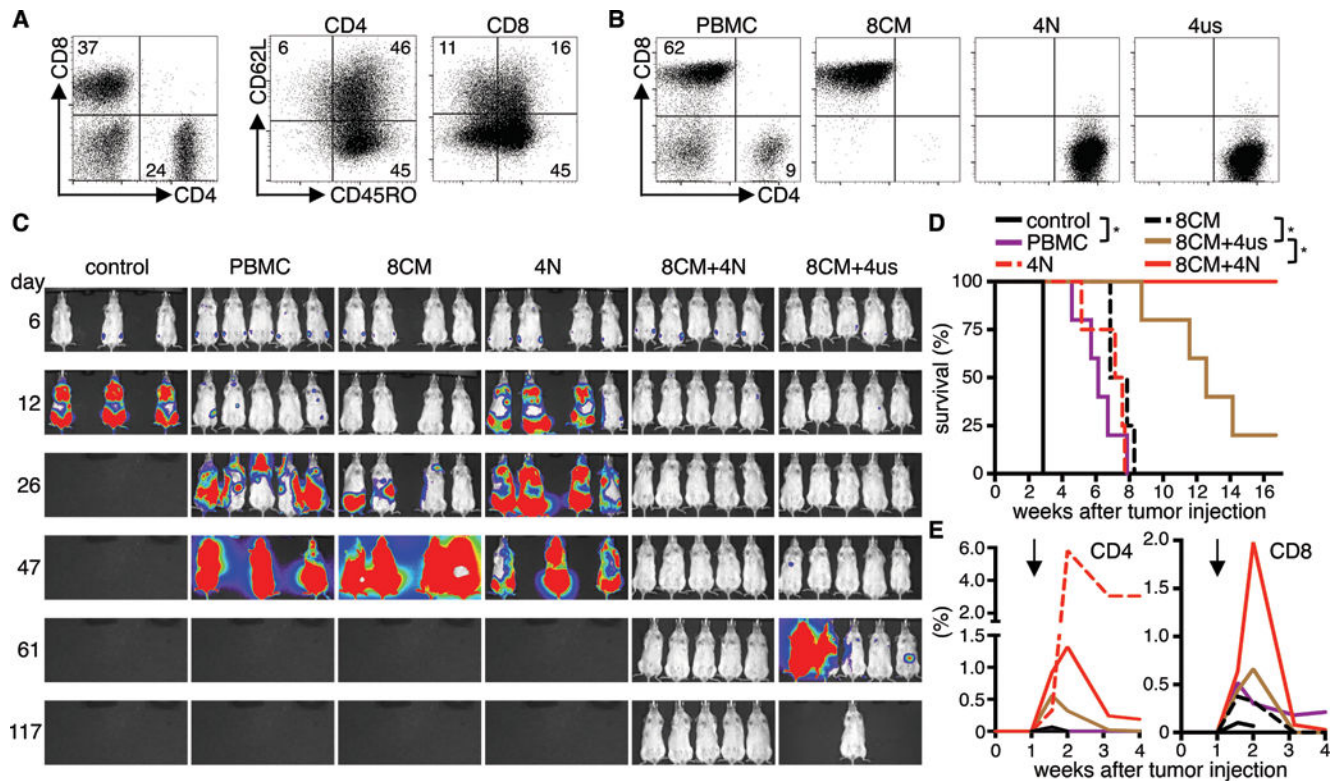 A
CD8
37
24
CD4
CD4
CD8
CD62L
6
46
45
11
16
45
CD45RO
B
PBMC
8CM
4N
4us
CD8
62
9
CD4
C
control
PBMC
8CM
4N
8CM+4N
8CM+4us
day
6
12
26
47
61
117
D
control
*
PBMC
4N
8CM
*
8CM+4us
*
8CM+4N
survival (%)
100
75
50
25
0
0 2 4 6 8 10 12 14 16
weeks after tumor injection
E
CD4
(%)
6.0
4.0
2.0
1.5
1.0
0.5
0
0 1 2 3 4
CD8
2.0
1.5
1.0
0.5
0
0 1 2 3 4
weeks after tumor injection